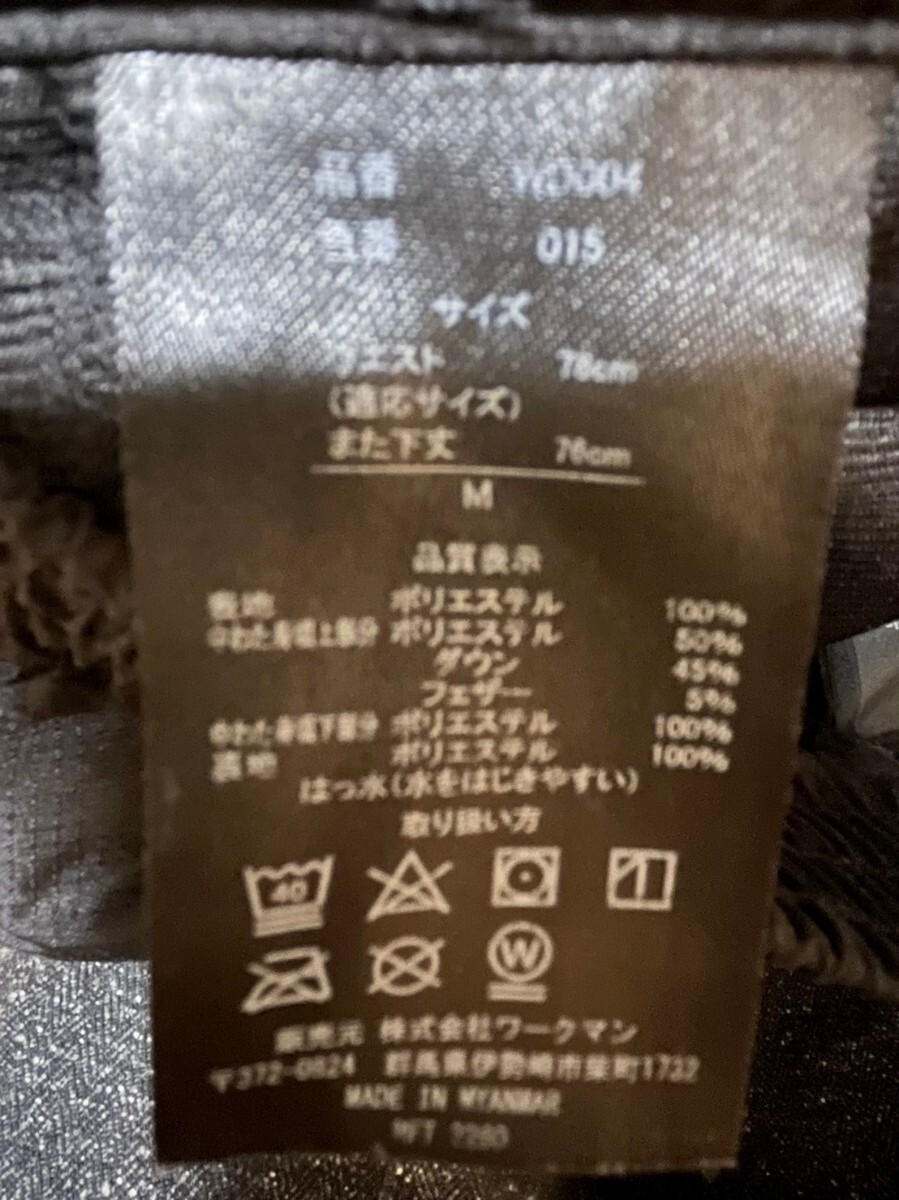 品番
色番 015
サイズ
ウエスト 78cm
(適応サイズ)
また下丈 76cm
M
品質表示
表地 ポリエステル 100%
中わた身頃上部分 ポリエステル 50%
ダウン 45%
フェザー 5%
中わた身頃下部分 ポリエステル 100%
裏地 ポリエステル 100%
はっ水(水をはじきやすい)
取り扱い方
40
W
販売元 株式会社ワークマン
〒372-0824 群馬県伊勢崎市柴町1732
MADE IN MYANMAR